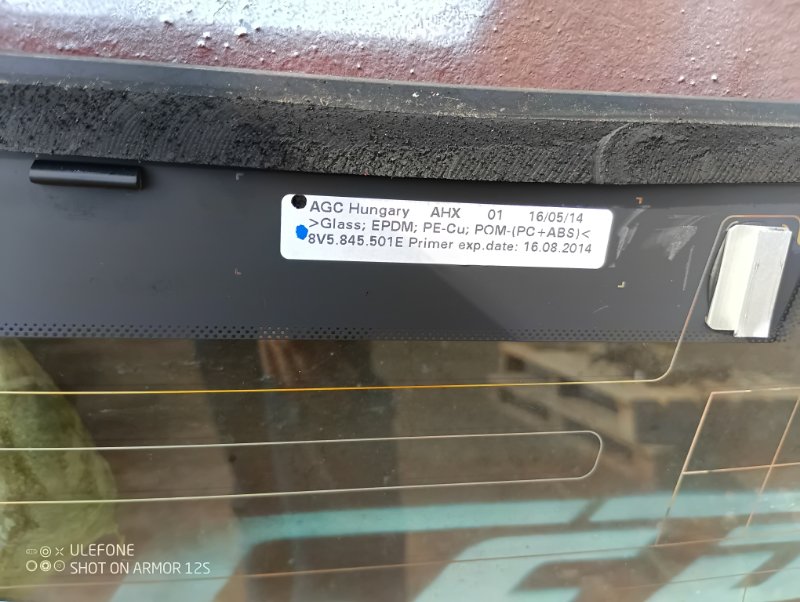 AGC Hungary AHX 01 16/05/14
>Glass; EPDM; PE-Cu; POM-(PC+ABS)<
8V5.845.501E Primer exp.date: 16.08.2014
ULEFONE
SHOT ON ARMOR 12S